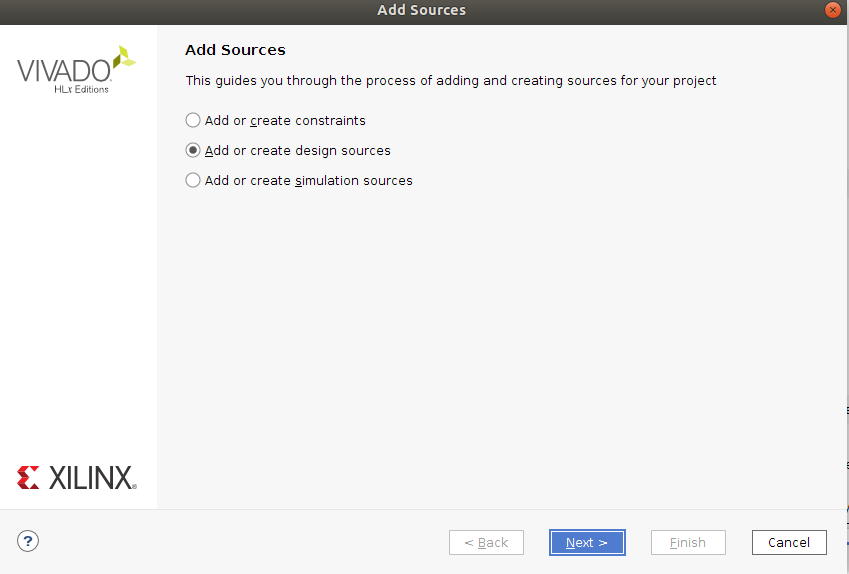 Add Sources
VIVADO
HLx Editions
Add Sources
This guides you through the process of adding and creating sources for your project
Add or create constraints
Add or create design sources
Add or create simulation sources
XILINX
?
< Back
Next >
Finish
Cancel